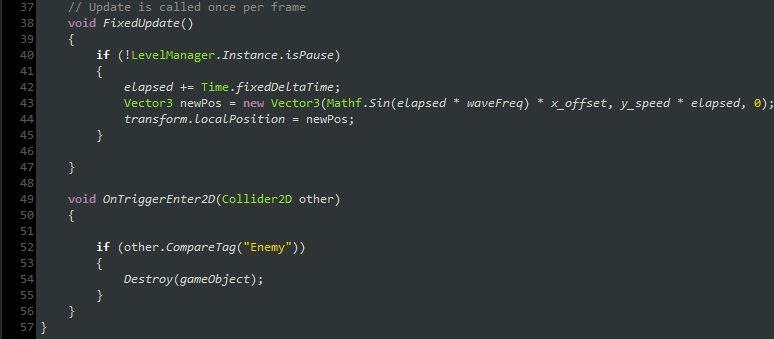 37 // Update is called once per frame
38 void FixedUpdate()
39 {
40 if (!LevelManager.Instance.isPause)
41 {
42 elapsed += Time.fixedDeltaTime;
43 Vector3 newPos = new Vector3(Mathf.Sin(elapsed * waveFreq) * x_offset, y_speed * elapsed, 0);
44 transform.localPosition = newPos;
45 }
46
47 }
48
49 void OnTriggerEnter2D(Collider2D other)
50 {
51
52 if (other.CompareTag("Enemy"))
53 {
54 Destroy(gameObject);
55 }
56 }
57 }